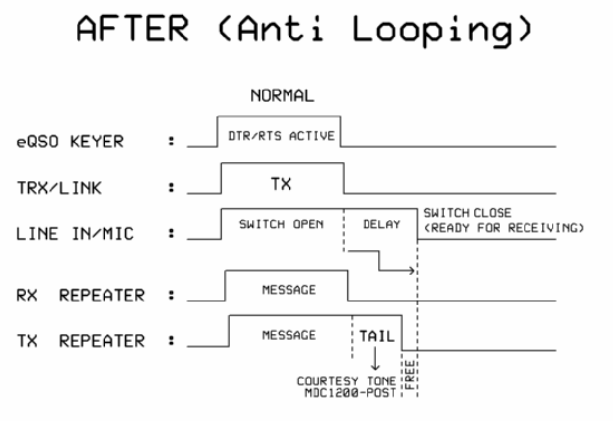 AFTER (Anti Looping)
NORMAL
eQSO KEYER : DTR/RTS ACTIVE
TRX/LINK : TX
LINE IN/MIC : SWITCH OPEN DELAY SWITCH CLOSE
(READY FOR RECEIVING)
RX REPEATER : MESSAGE
TX REPEATER : MESSAGE TAIL
FREE
COURTESY TONE
MDC1200-POST